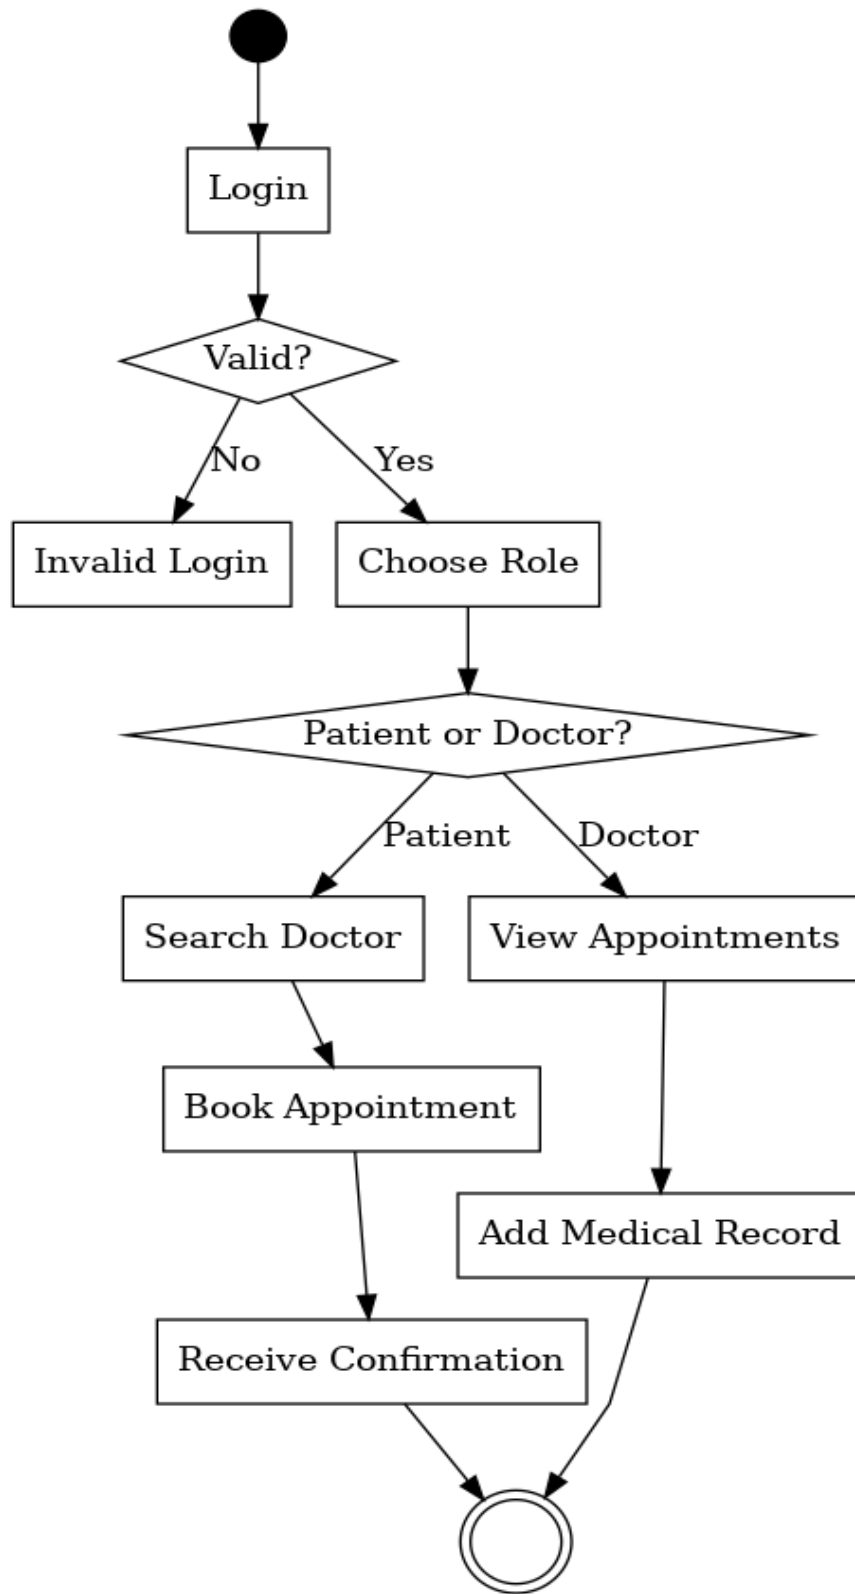 Login
Valid?
No
Yes
Invalid Login
Choose Role
Patient or Doctor?
Patient
Doctor
Search Doctor
View Appointments
Book Appointment
Add Medical Record
Receive Confirmation